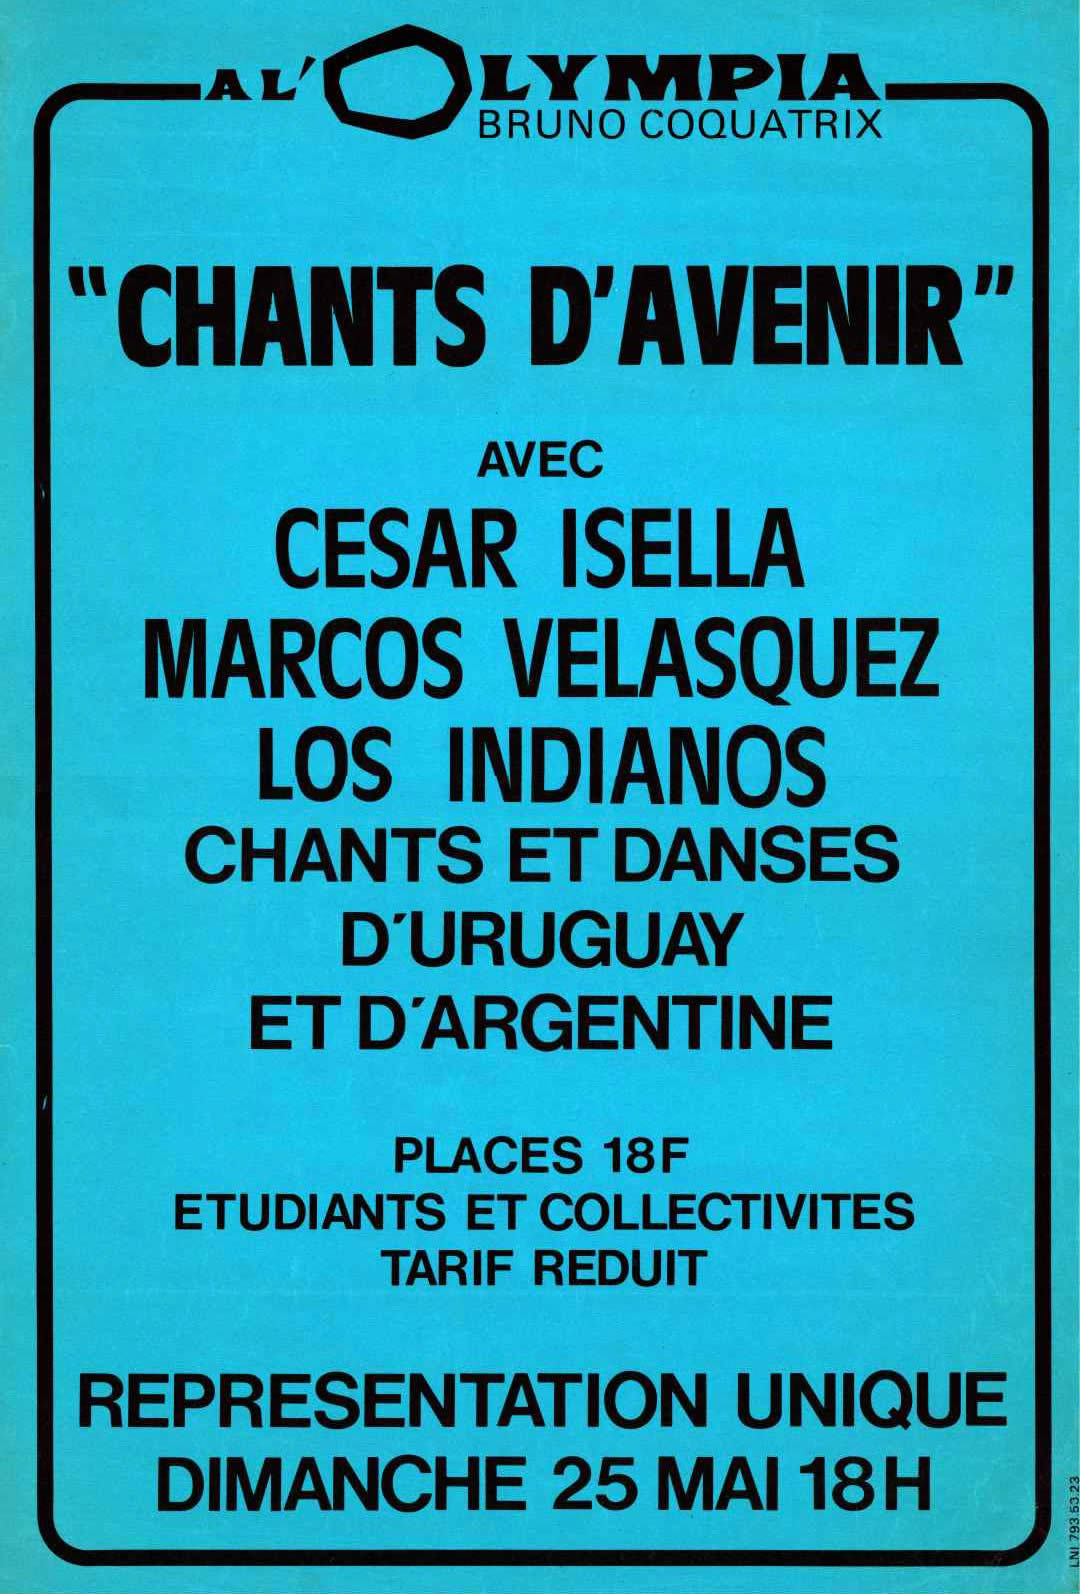 A L'OLYMPIA
BRUNO COQUATRIX
"CHANTS D'AVENIR"
AVEC
CESAR ISELLA
MARCOS VELASQUEZ
LOS INDIANOS
CHANTS ET DANSES
D'URUGUAY
ET D'ARGENTINE
PLACES 18F
ETUDIANTS ET COLLECTIVITES
TARIF REDUIT
REPRESENTATION UNIQUE
DIMANCHE 25 MAI 18H
LNI 793 53 23